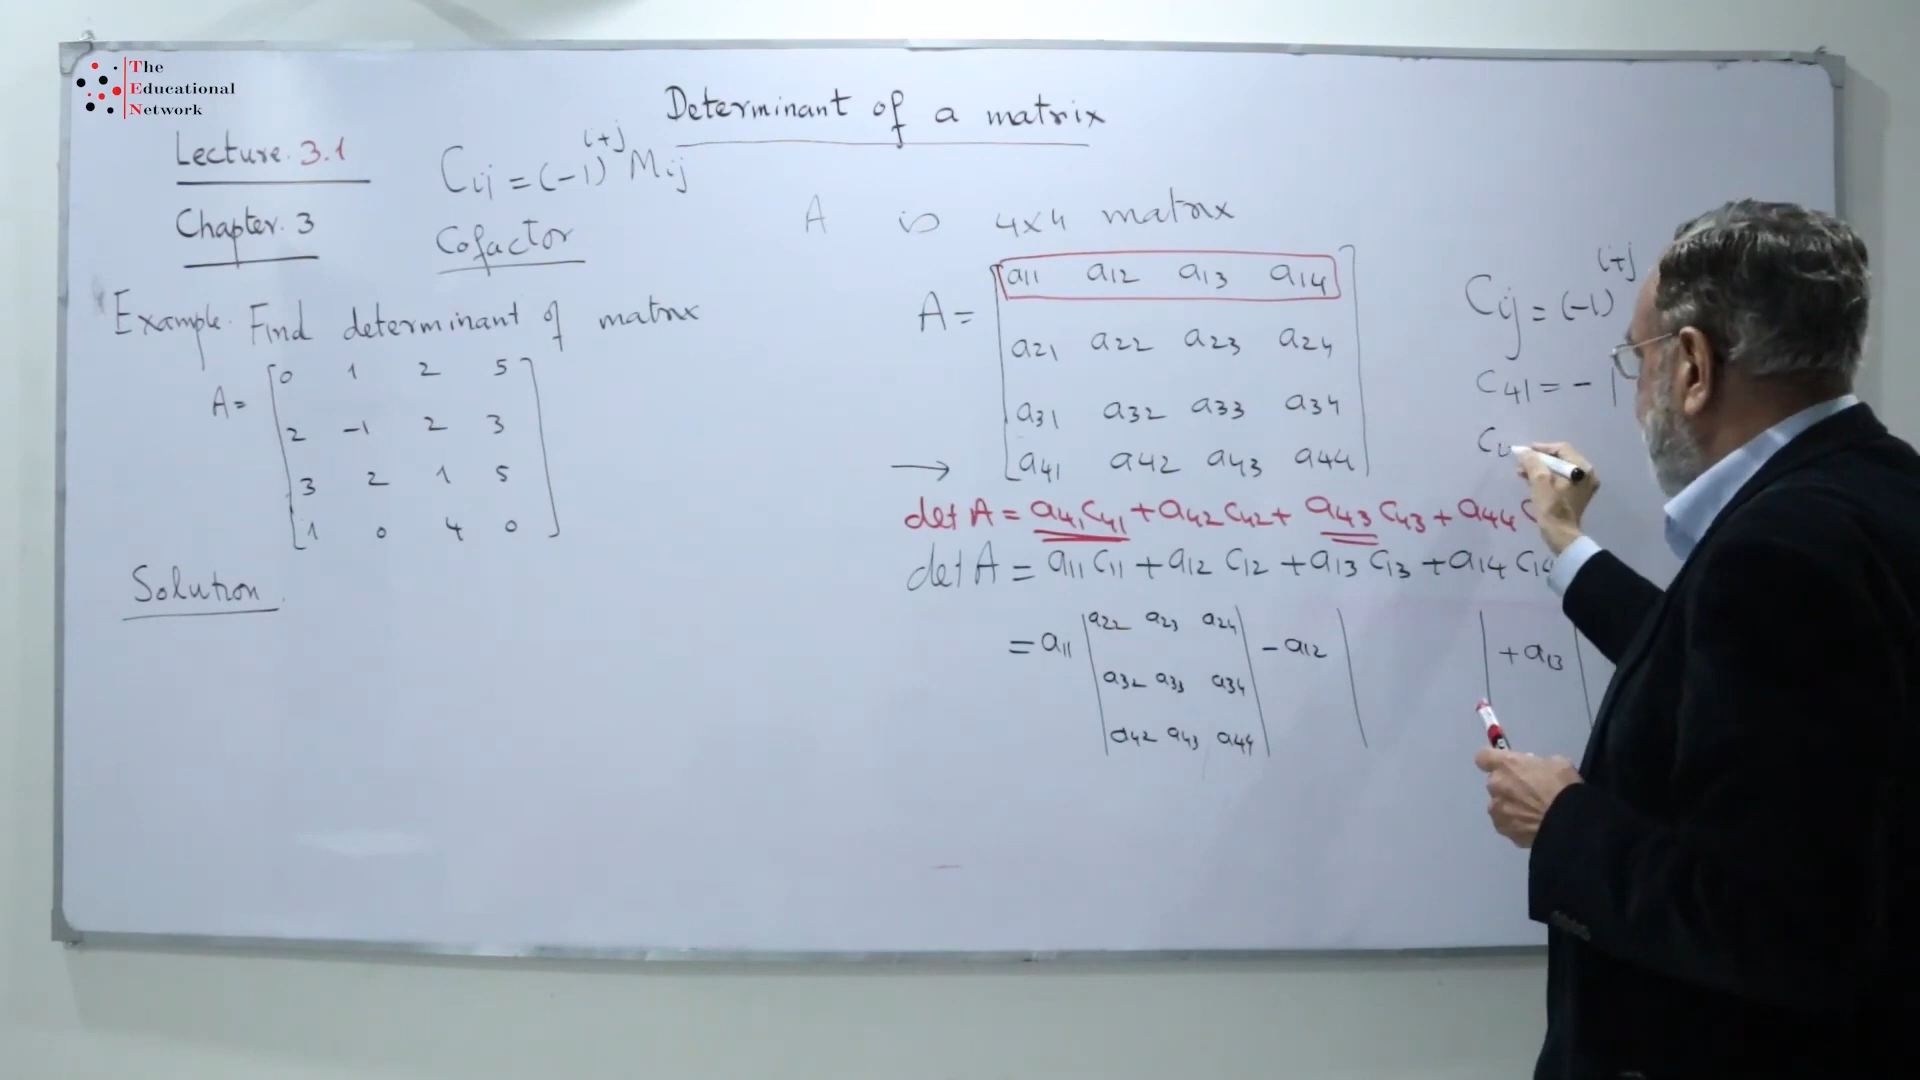 The
Educational
Network
Determinant of a matrix
Lecture. 3.1
Chapter. 3
Cij = (-1)^i+j Mij
Cofactor
Example. Find determinant of matrix
A = [0 1 2 5
2 -1 2 3
3 2 1 5
1 0 4 0]
Solution.
A is 4x4 matrix
A = [a11 a12 a13 a14
a21 a22 a23 a24
a31 a32 a33 a34
a41 a42 a43 a44]
→
det A = a41 C41 + a42 C42 + a43 C43 + a44 C
det A = a11 C11 + a12 C12 + a13 C13 + a14 C14
= a11 |a22 a23 a24| - a12 | | + a13 |
a32 a33 a34
a42 a43 a44
Cij = (-1)^i+j
C41 = -
C